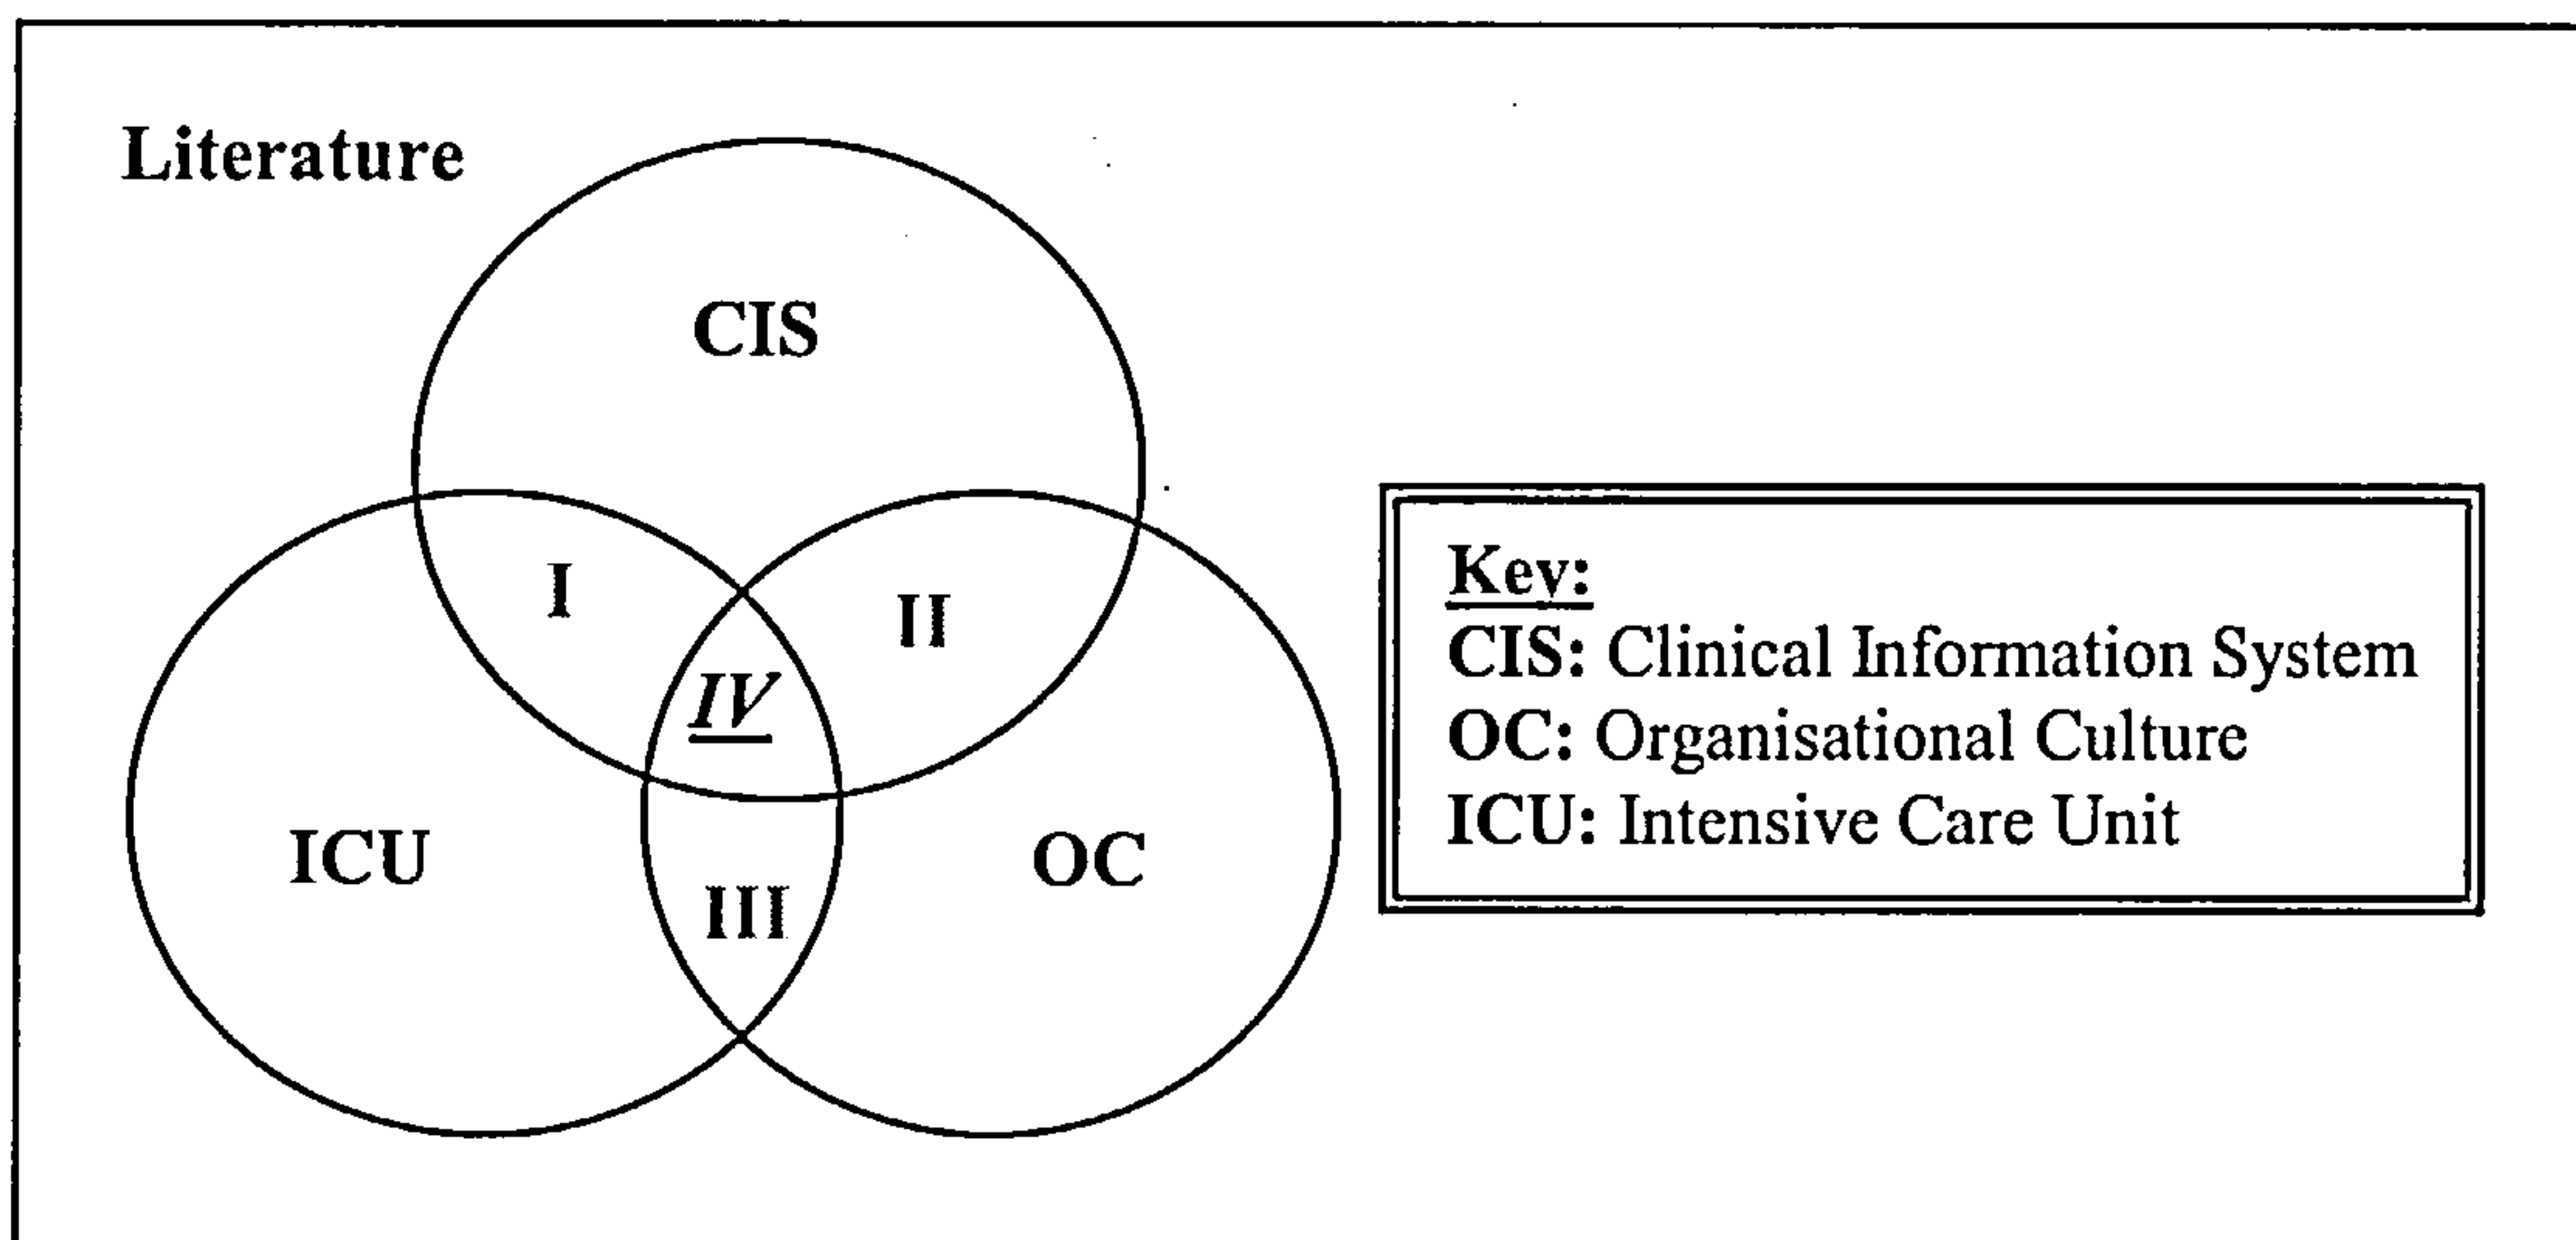 Literature
CIS
I
II
IV
ICU
III
OC
Key:
CIS: Clinical Information System
OC: Organisational Culture
ICU: Intensive Care Unit